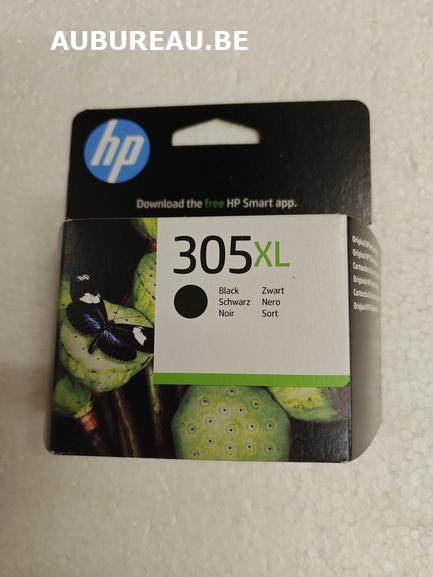 AUBUREAU.BE
hp
Download the free HP Smart app.
305XL
Black Zwart
Schwarz Nero
Noir Sort